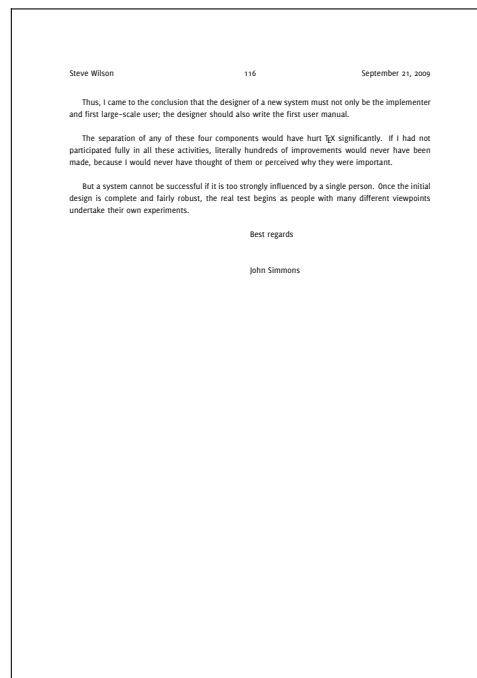 Steve Wilson 116 September 21, 2009
Thus, I came to the conclusion that the designer of a new system must not only be the implementer
and first large-scale user; the designer should also write the first user manual.
The separation of any of these four components would have hurt TEX significantly. If I had not
participated fully in all these activities, literally hundreds of improvements would never have been
made, because I would never have thought of them or perceived why they were important.
But a system cannot be successful if it is too strongly influenced by a single person. Once the initial
design is complete and fairly robust, the real test begins as people with many different viewpoints
undertake their own experiments.
Best regards
John Simmons